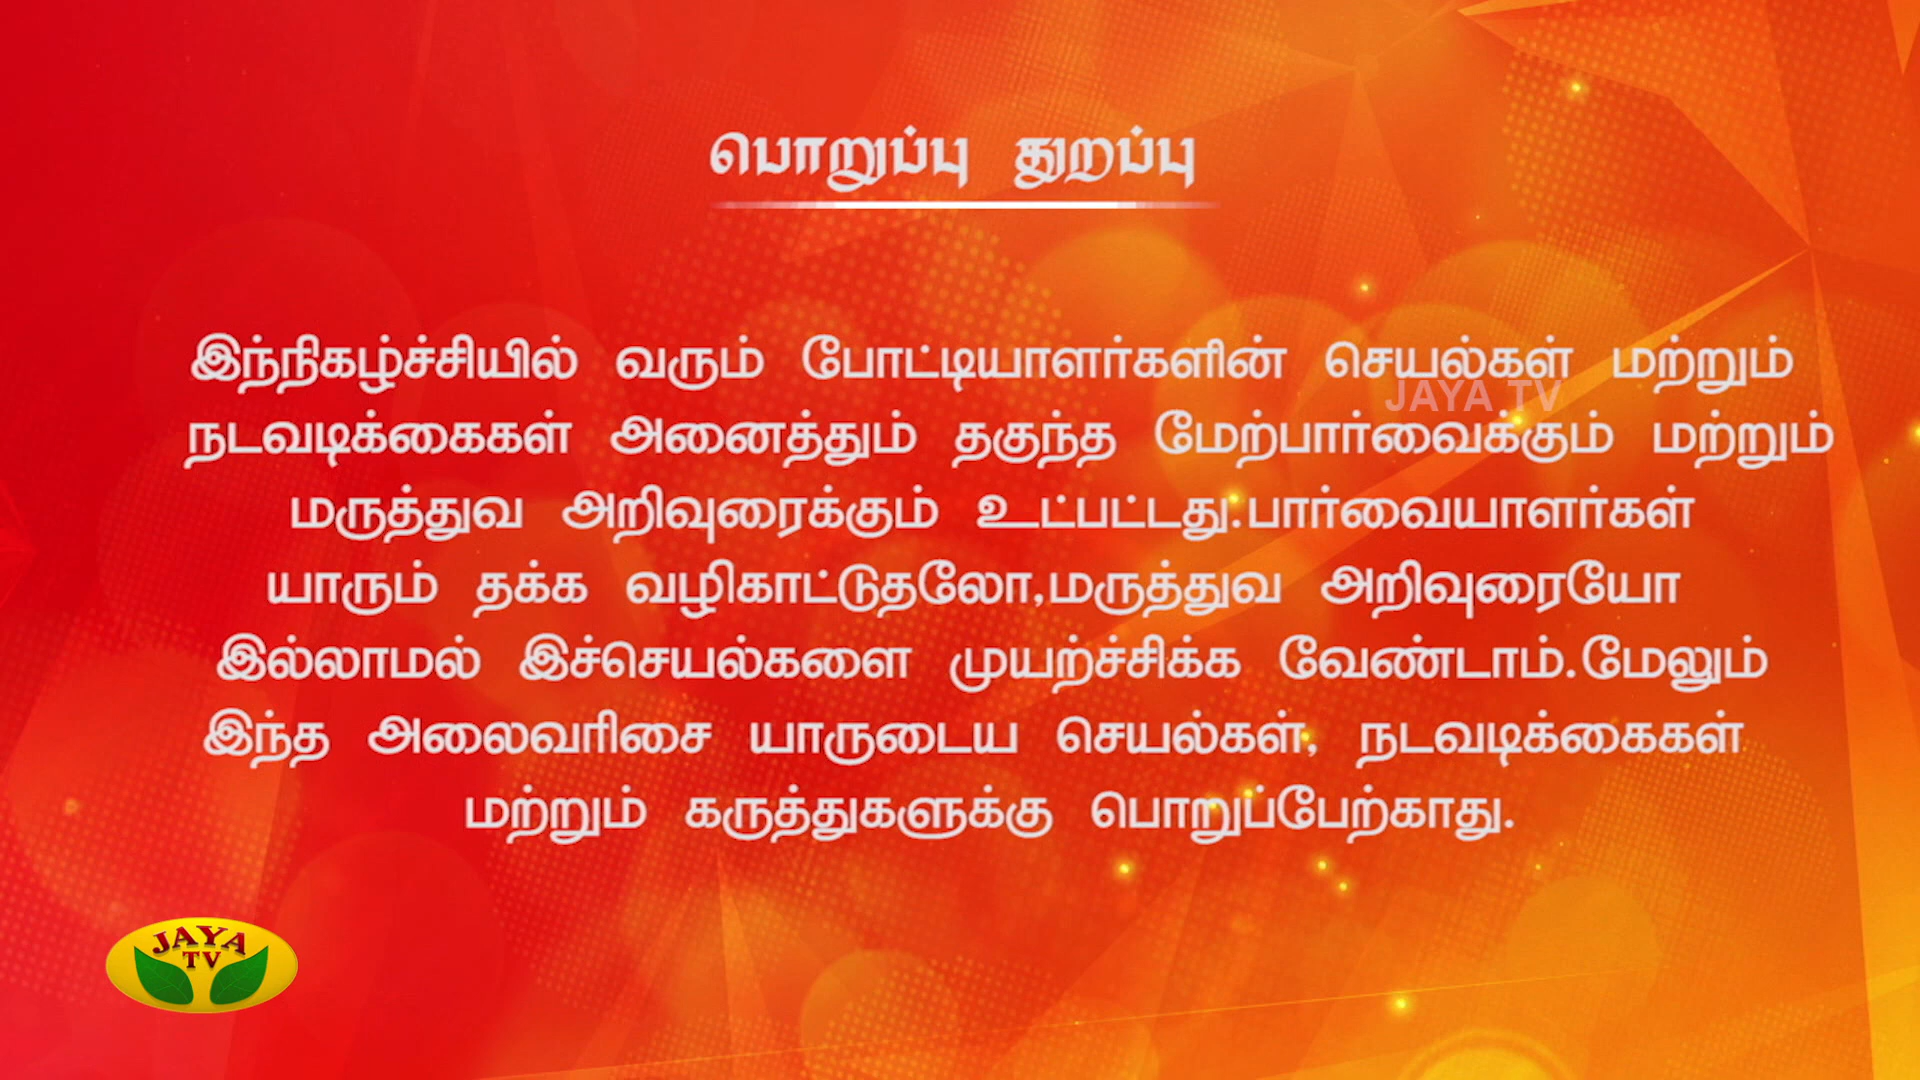 பொறுப்பு துறப்பு
இந்நிகழ்ச்சியில் வரும் போட்டியாளர்களின் செயல்கள் மற்றும்
JAYA TV
நடவடிக்கைகள் அனைத்தும் தகுந்த மேற்பார்வைக்கும் மற்றும்
மருத்துவ அறிவுரைக்கும் உட்பட்டது.பார்வையாளர்கள்
யாரும் தக்க வழிகாட்டுதலோ,மருத்துவ அறிவுரையோ
இல்லாமல் இச்செயல்களை முயற்ச்சிக்க வேண்டாம்.மேலும்
இந்த அலைவரிசை யாருடைய செயல்கள், நடவடிக்கைகள்
மற்றும் கருத்துகளுக்கு பொறுப்பேற்காது.
JAYA
TV